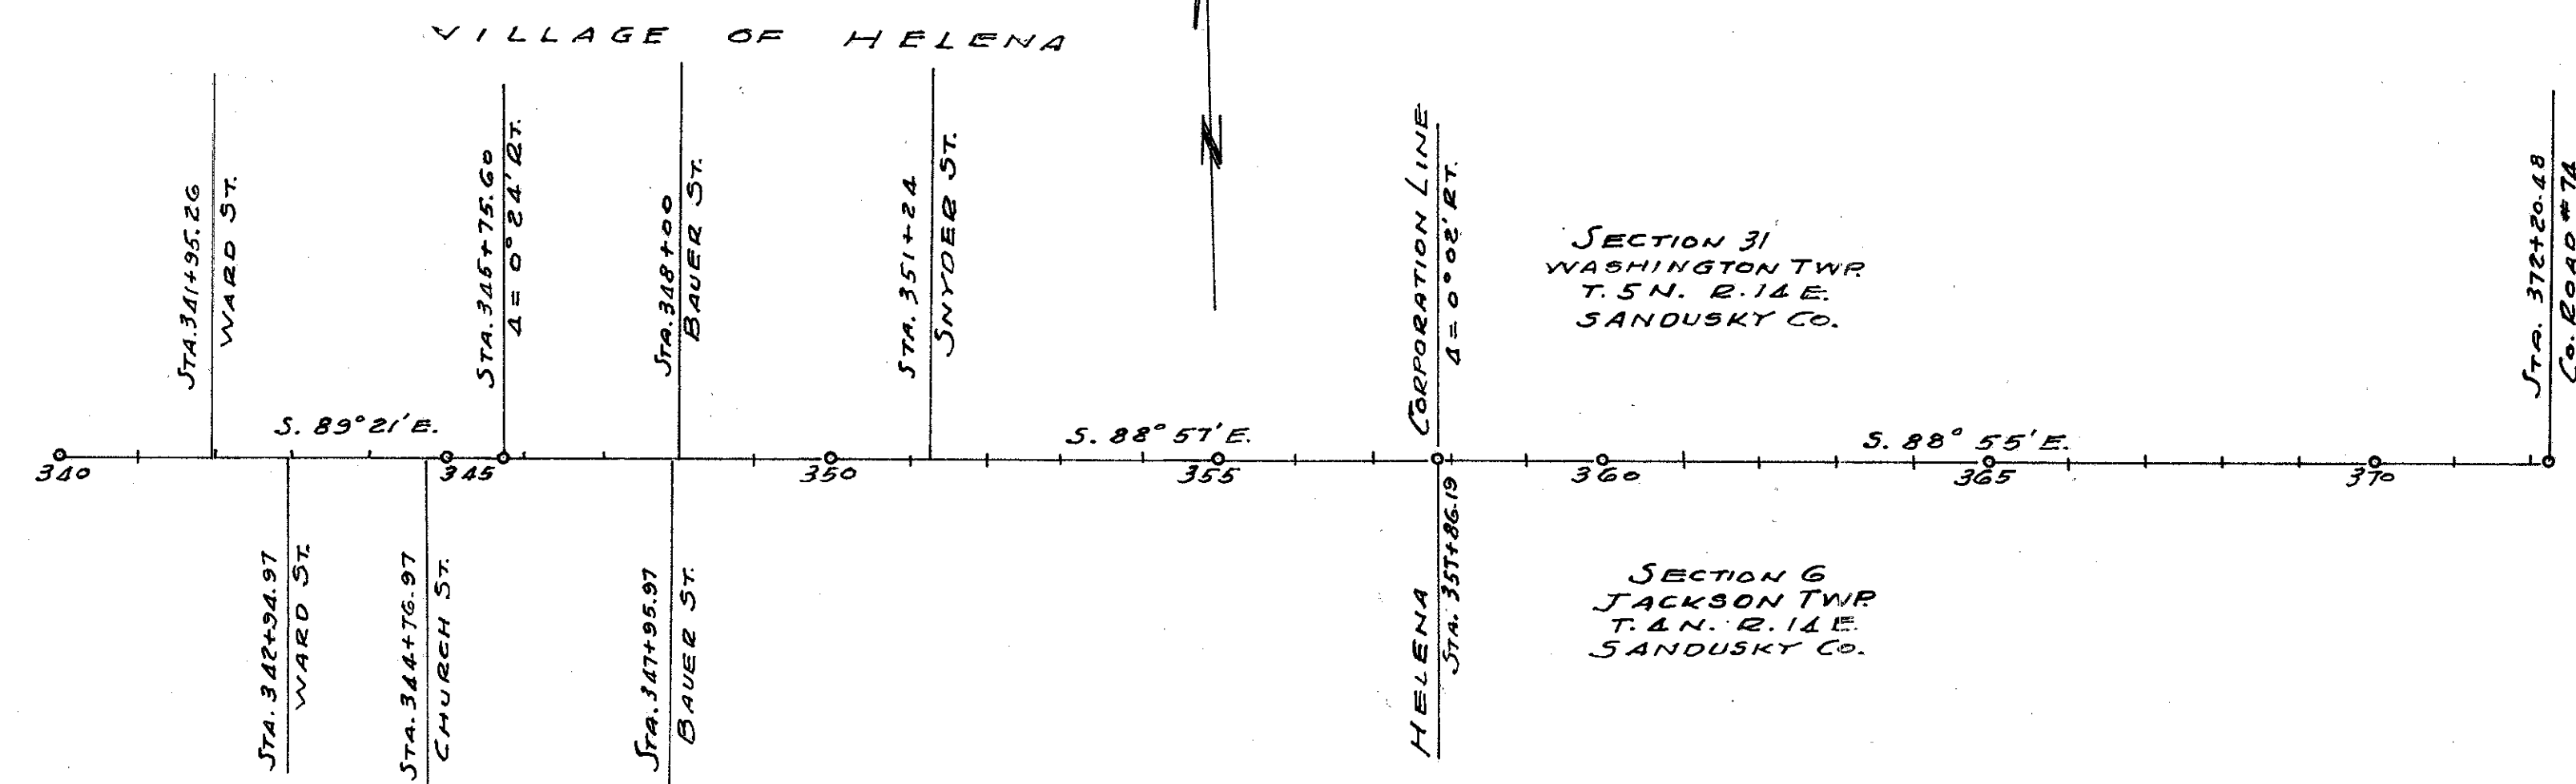 VILLAGE OF HELENA
STA. 341+95.26
WARD ST.
STA. 345+75.60
Δ = 0° 24' RT.
STA. 348+00
BAUER ST.
STA. 351+24
SNYDER ST.
N
CORPORATION LINE
Δ = 0° 02' RT.
SECTION 31
WASHINGTON TWP.
T. 5 N. R. 14 E.
SANDUSKY CO.
STA. 372+20.48
CO. ROAD # 74
S. 89° 21' E.
S. 88° 57' E.
S. 88° 55' E.
340 345 350 355 360 365 370
STA. 342+94.97
WARD ST.
STA. 344+76.97
CHURCH ST.
STA. 347+95.97
BAUER ST.
HELENA
STA. 357+86.19
SECTION 6
JACKSON TWP.
T. 4 N. R. 14 E.
SANDUSKY CO.